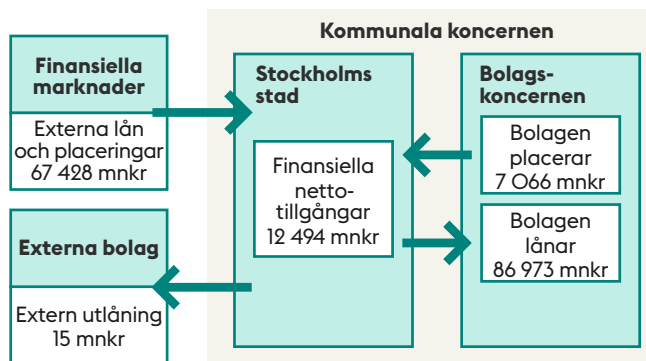 Kommunala koncernen
Finansiella
marknader
Externa lån
och placeringar
67 428 mnkr
Externa bolag
Extern utlåning
15 mnkr
Stockholms
stad
Finansiella
netto-
tillgångar
12 494 mnkr
Bolags-
koncernen
Bolagen
placerar
7 066 mnkr
Bolagen
lånar
86 973 mnkr